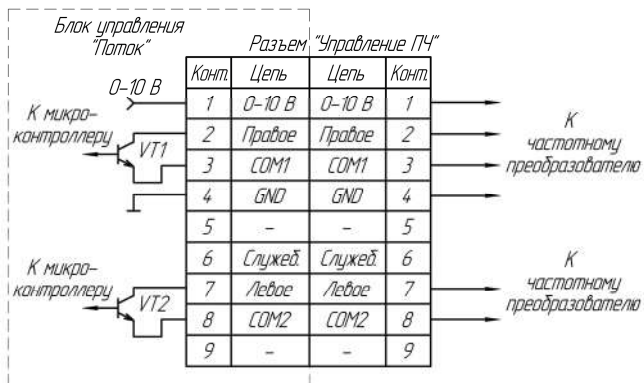 Блок управления
"Поток"
Разъем "Управление ПЧ"
Конт. Цепь Цепь Конт.
0-10 В
1 0-10 В 0-10 В 1
К микро-
контроллеру
VT1
2 Правое Правое 2
3 COM1 COM1 3
4 GND GND 4
К
частотному
преобразователю
5 - - 5
6 Служеб. Служеб. 6
К микро-
контроллеру
VT2
7 Левое Левое 7
8 COM2 COM2 8
9 - - 9
К
частотному
преобразователю